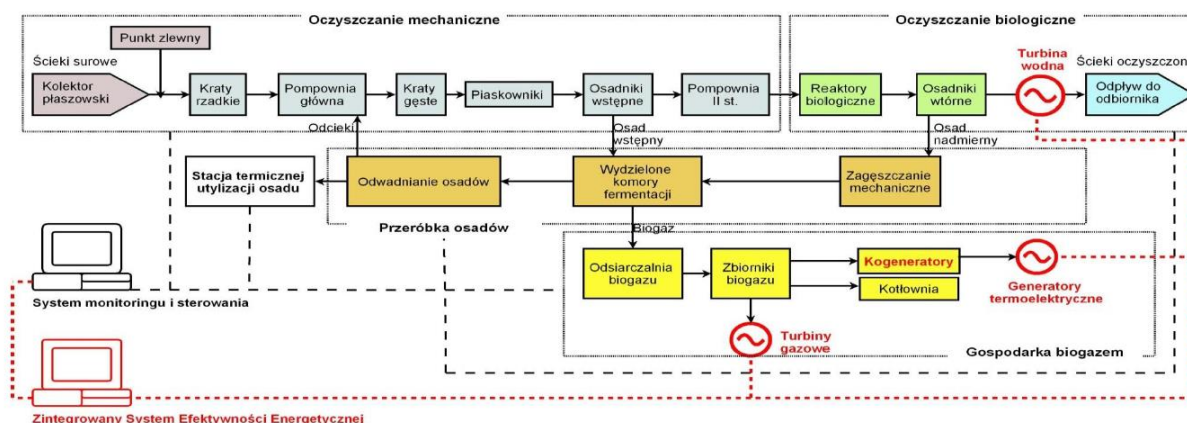 Oczyszczanie mechaniczne
Oczyszczanie biologiczne
Punkt zlewny
Ścieki surowe
Kolektor
płaszowski
Kraty
rzadkie
Pompownia
główna
Kraty
gęste
Piaskowniki
Osadniki
wstępne
Pompownia
II st.
Reaktory
biologiczne
Osadniki
wtórne
Turbina
wodna
Ścieki oczyszczon
Odpływ do
odbiornika
Odcieki
Osad
wstępny
Osad
nadmierny
Stacja termicznej
utylizacji osadu
Odwadnianie osadów
Wydzielone
komory
fermentacji
Zagęszczanie
mechaniczne
Przeróbka osadów
Biogaz
Odsiarczalnia
biogazu
Zbiorniki
biogazu
Kogeneratory
Kotłownia
Generatory
termoelektryczne
Turbiny
gazowe
Gospodarka biogazem
System monitoringu i sterowania
Zintegrowany System Efektywności Energetycznej